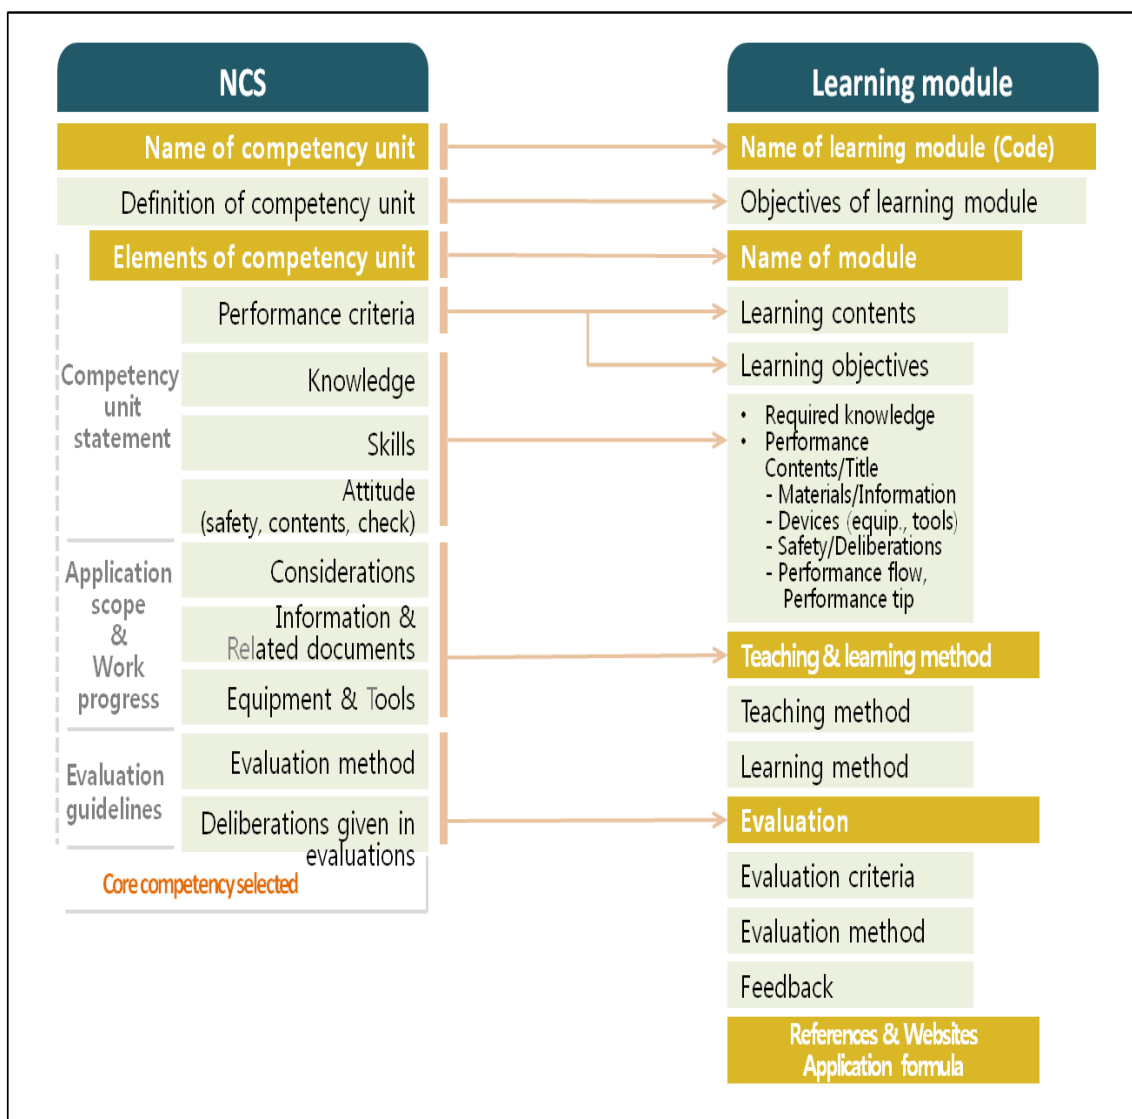 NCS
Name of competency unit
Definition of competency unit
Elements of competency unit
Performance criteria
Competency
unit
statement
Knowledge
Skills
Attitude
(safety, contents, check)
Application
scope
&
Work
progress
Considerations
Information &
Related documents
Equipment & Tools
Evaluation
guidelines
Evaluation method
Deliberations given in
evaluations
Core competency selected
Learning module
Name of learning module (Code)
Objectives of learning module
Name of module
Learning contents
Learning objectives
• Required knowledge
• Performance
Contents/Title
- Materials/Information
- Devices (equip., tools)
- Safety/Deliberations
- Performance flow,
Performance tip
Teaching & learning method
Teaching method
Learning method
Evaluation
Evaluation criteria
Evaluation method
Feedback
References & Websites
Application formula